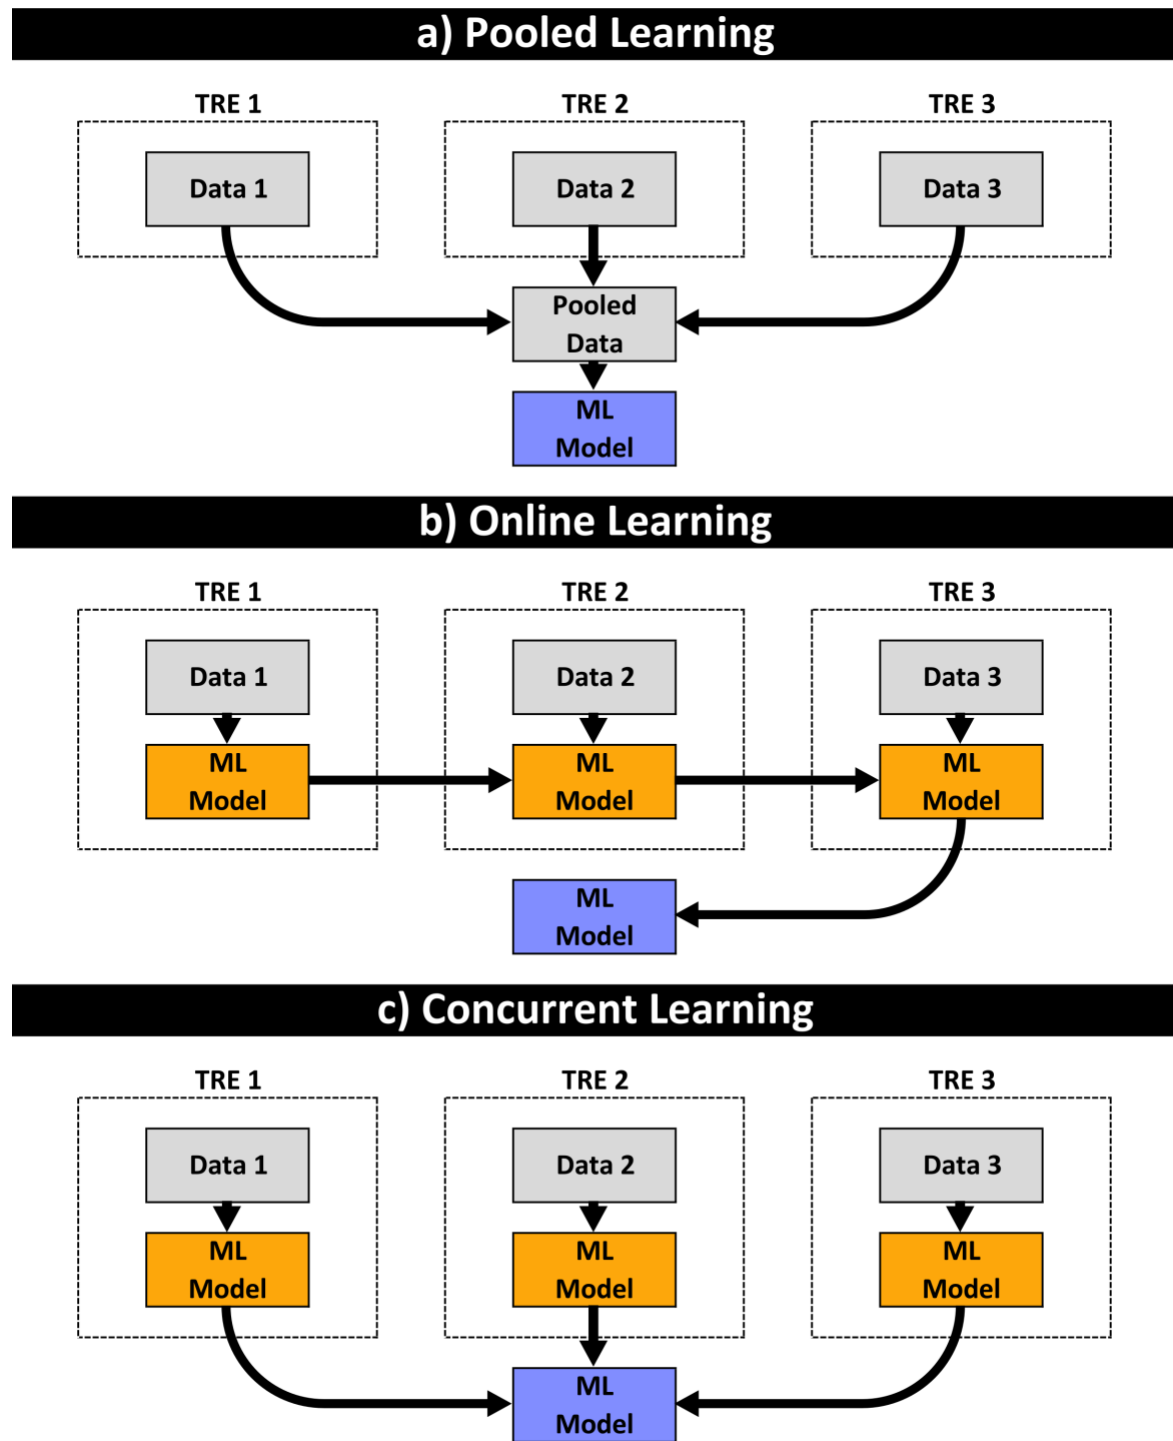 a) Pooled Learning
TRE 1
TRE 2
TRE 3
Data 1
Data 2
Data 3
Pooled
Data
ML
Model
b) Online Learning
TRE 1
TRE 2
TRE 3
Data 1
Data 2
Data 3
ML
Model
ML
Model
ML
Model
ML
Model
c) Concurrent Learning
TRE 1
TRE 2
TRE 3
Data 1
Data 2
Data 3
ML
Model
ML
Model
ML
Model
ML
Model